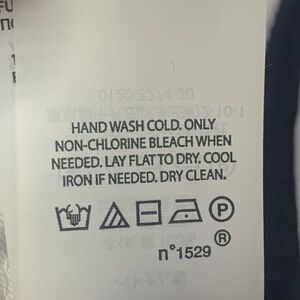 HAND WASH COLD. ONLY
NON-CHLORINE BLEACH WHEN
NEEDED. LAY FLAT TO DRY. COOL
IRON IF NEEDED. DRY CLEAN.
P
n°1529 ®